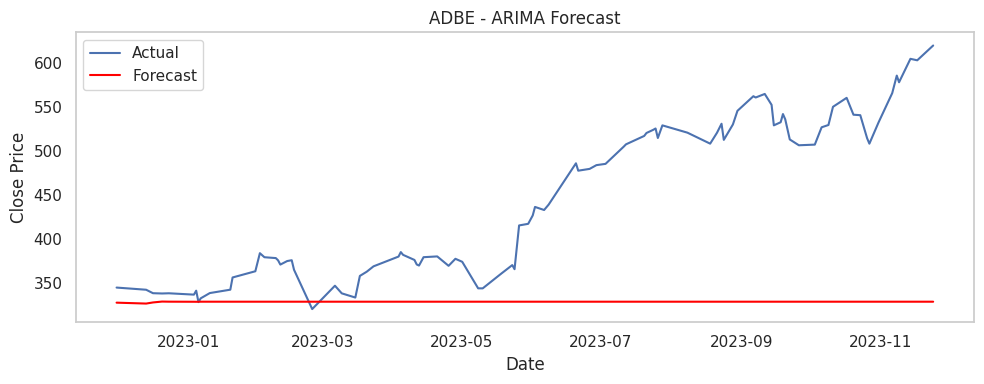 ADBE - ARIMA Forecast
Actual
Forecast
600
550
500
450
400
350
Close Price
2023-01 2023-03 2023-05 2023-07 2023-09 2023-11
Date